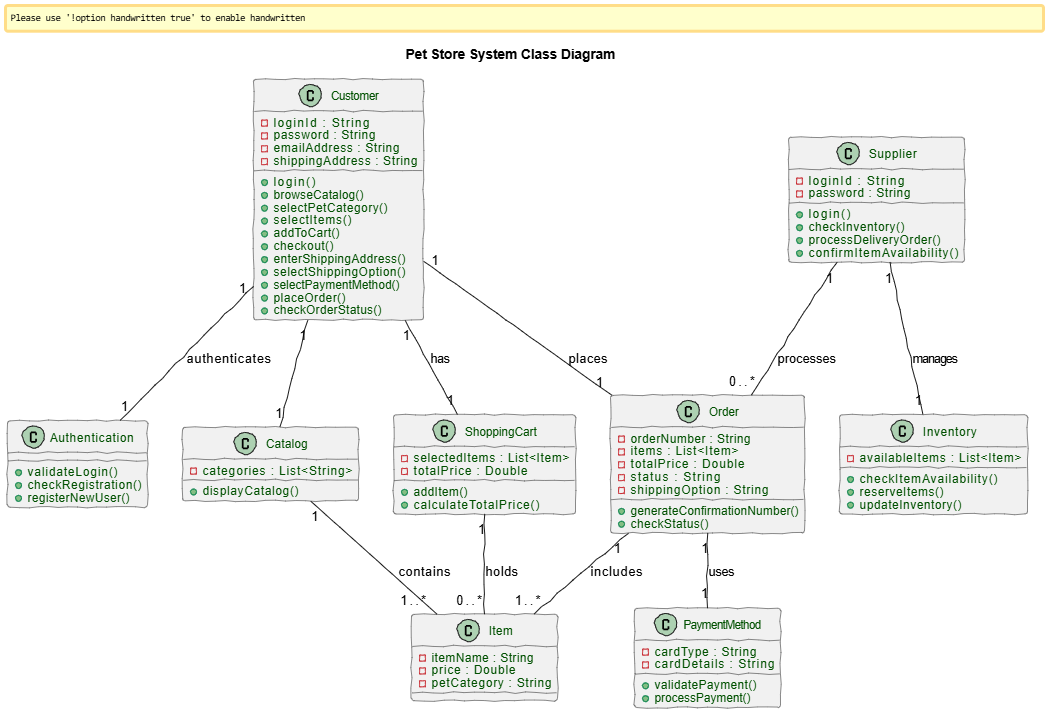 Please use '!option handwritten true' to enable handwritten
Pet Store System Class Diagram
C Customer
loginId : String
password : String
emailAddress : String
shippingAddress : String
login()
browseCatalog()
selectPetCategory()
selectItems()
addToCart()
checkout()
enterShippingAddress()
selectShippingOption()
selectPaymentMethod()
placeOrder()
checkOrderStatus()
C Supplier
loginId : String
password : String
login()
checkInventory()
processDeliveryOrder()
confirmItemAvailability()
1
1
1
1
1
1
authenticates
has
places
processes
manages
1
1
1
1
0..*
1
C Authentication
validateLogin()
checkRegistration()
registerNewUser()
C Catalog
categories : List<String>
displayCatalog()
C ShoppingCart
selectedItems : List<Item>
totalPrice : Double
addItem()
calculateTotalPrice()
C Order
orderNumber : String
items : List<Item>
totalPrice : Double
status : String
shippingOption : String
generateConfirmationNumber()
checkStatus()
C Inventory
availableItems : List<Item>
checkItemAvailability()
reserveItems()
updateInventory()
1
1
1
1
contains
holds
includes
uses
1..*
0..*
1..*
1
C Item
itemName : String
price : Double
petCategory : String
C PaymentMethod
cardType : String
cardDetails : String
validatePayment()
processPayment()